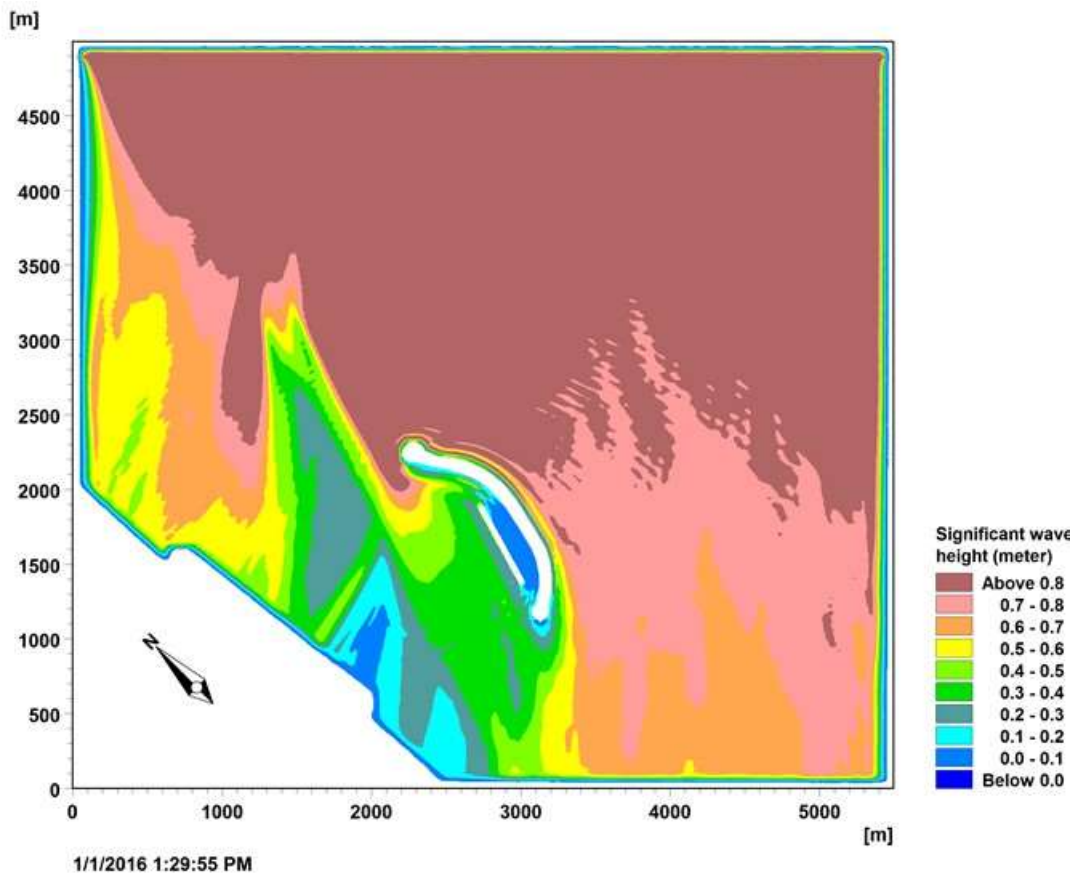 [m]
4500
4000
3500
3000
2500
2000
1500
1000
500
0
0 1000 2000 3000 4000 5000
[m]
N
Significant wave
height (meter)
Above 0.8
0.7 - 0.8
0.6 - 0.7
0.5 - 0.6
0.4 - 0.5
0.3 - 0.4
0.2 - 0.3
0.1 - 0.2
0.0 - 0.1
Below 0.0
1/1/2016 1:29:55 PM